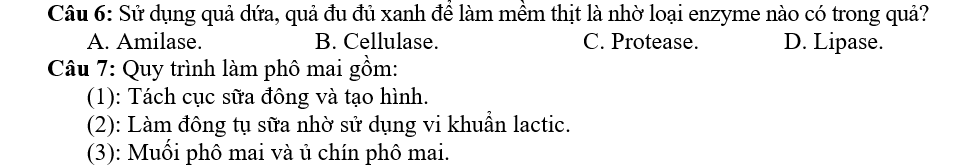 Câu 6: Sử dụng quả dứa, quả đu đủ xanh để làm mềm thịt là nhờ loại enzyme nào có trong quả?
A. Amilase. B. Cellulase. C. Protease. D. Lipase.
Câu 7: Quy trình làm phô mai gồm:
(1): Tách cục sữa đông và tạo hình.
(2): Làm đông tụ sữa nhờ sử dụng vi khuẩn lactic.
(3): Muối phô mai và ủ chín phô mai.